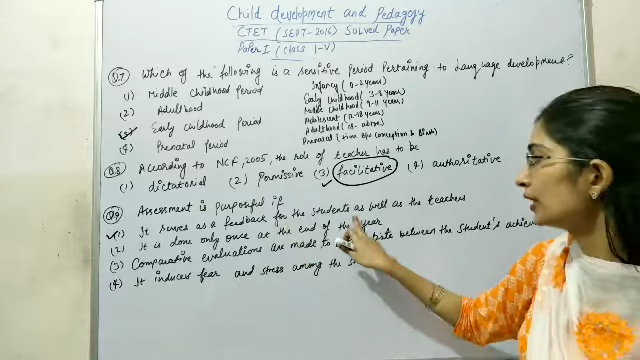 Child development and Pedagogy
CTET (SEPT-2016) Solved Paper
Paper I (Class I-V)
Q.7 Which of the following is a sensitive Period Pertaining to Language development?
(1) Middle childhood Period
(2) Adulthood
Early childhood Period
(4) Prenatal Period
Infancy (0-2 years)
Early childhood (3-8 years)
Middle childhood (9-11 years)
Adolescent (12-18 years)
Adulthood (18-above)
Prenatal (time b/w conception to Birth)
Q.8 According to NCF, 2005, the role of teacher has to be
(1) dictatorial (2) Permissive (3) facilitative (4) authoritative
Q.9 Assessment is purposeful if
(1) It serves as a feedback for the students as well as the teachers
(2) It is done only once at the end of the year
(3) Comparative evaluations are made to between the student's
(4) It induces fear and stress among the